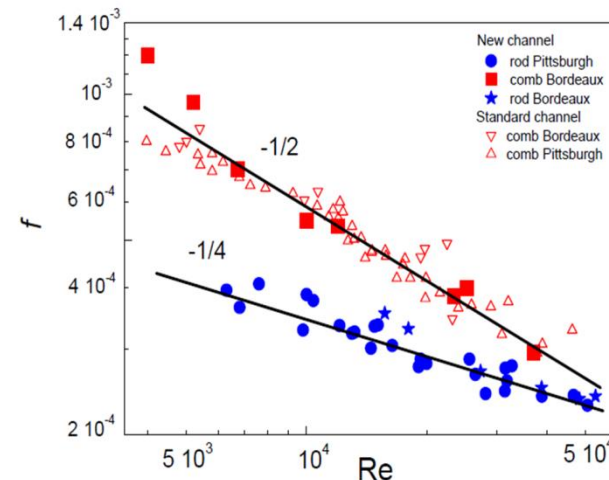 1.4 10⁻³
10⁻³
8 10⁻⁴
6 10⁻⁴
4 10⁻⁴
2 10⁻⁴
f
-1/2
-1/4
New channel
rod Pittsburgh
comb Bordeaux
rod Bordeaux
Standard channel
comb Bordeaux
comb Pittsburgh
5 10³
10⁴
5 10⁴
Re